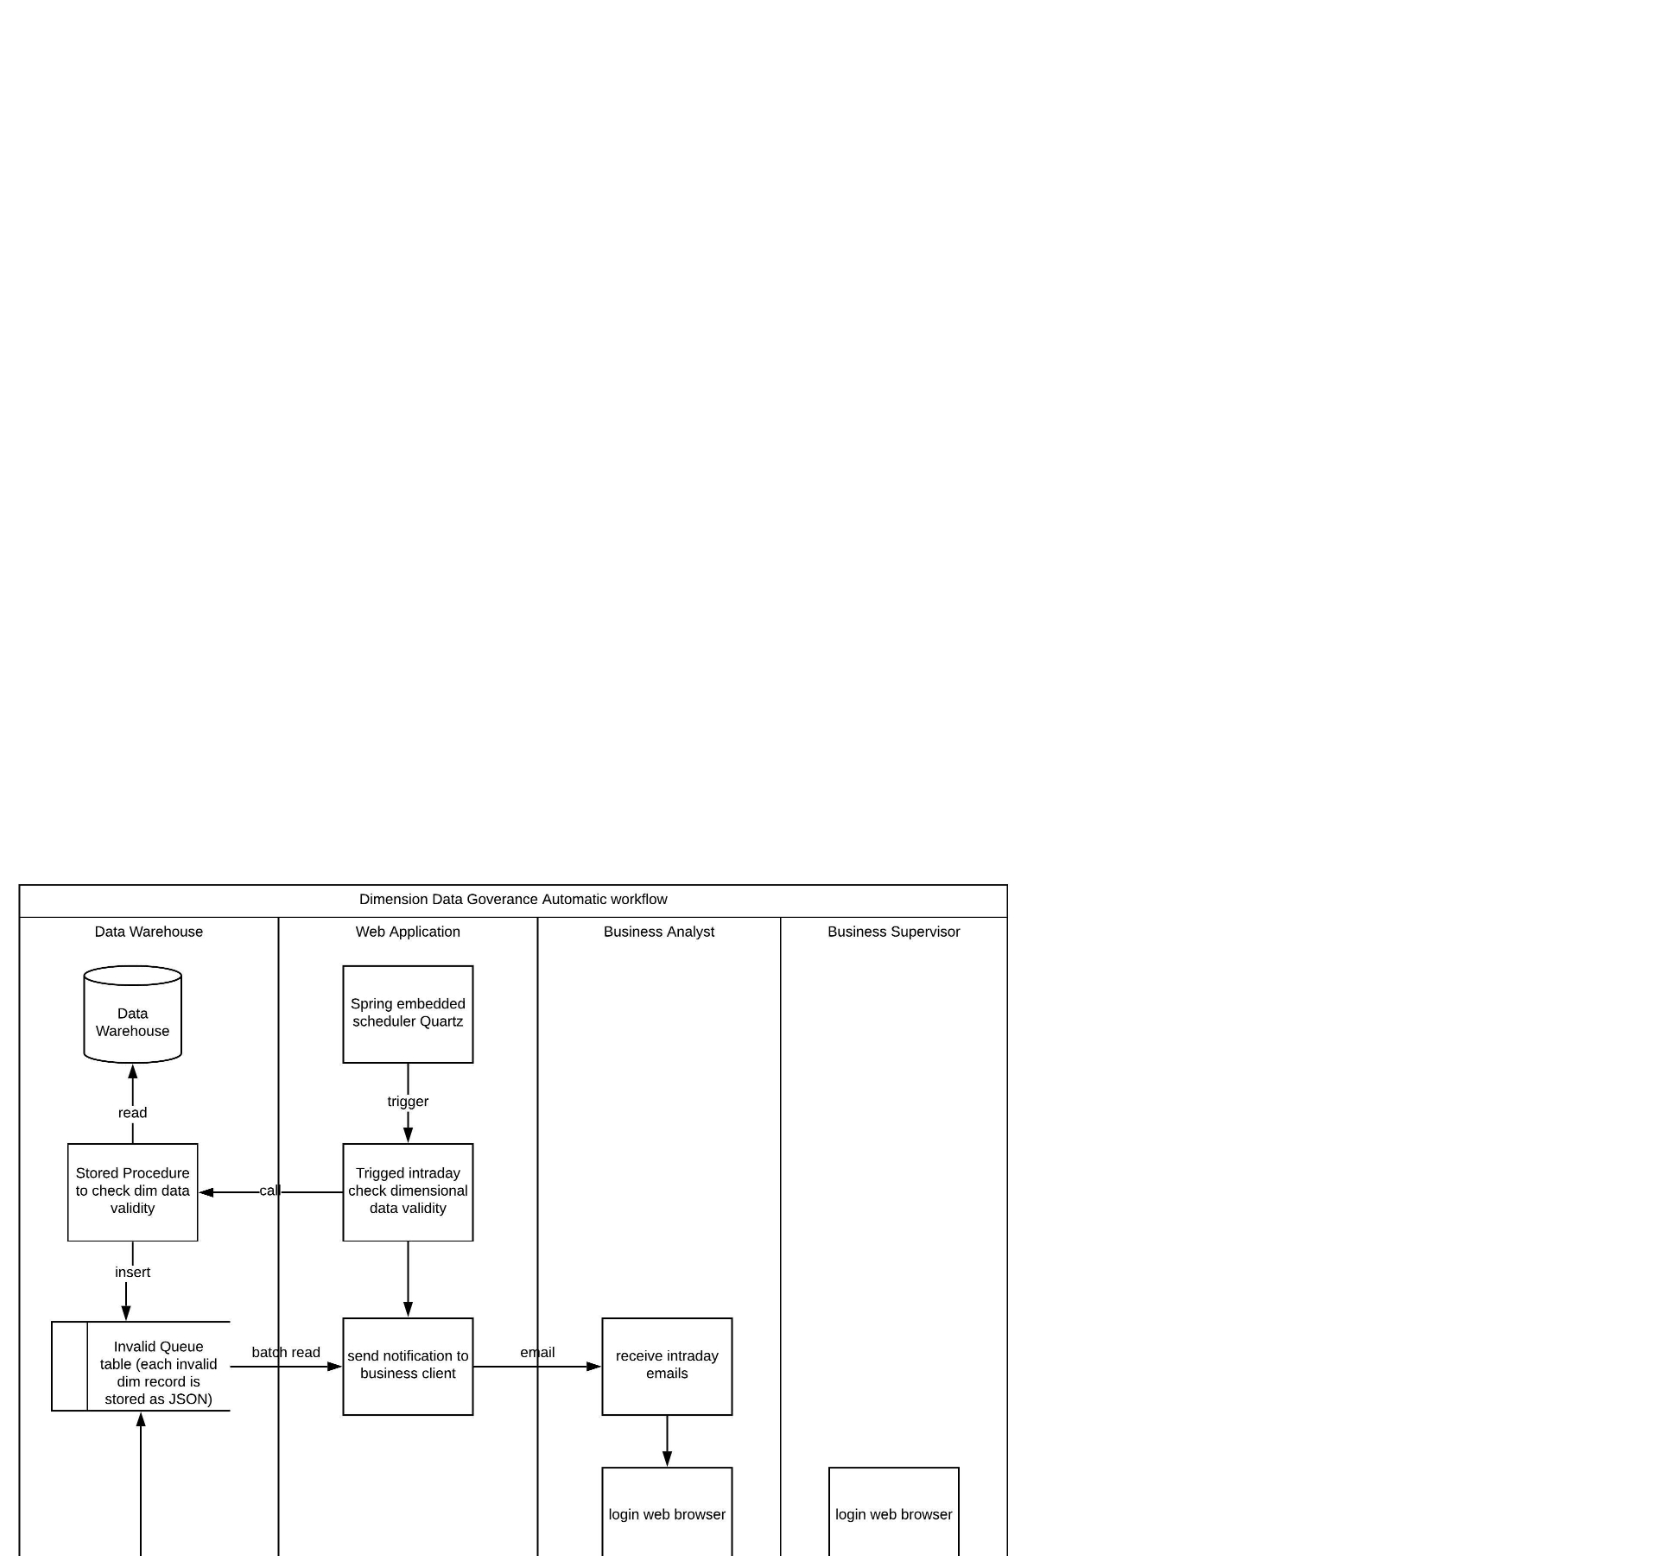 Dimension Data Goverance Automatic workflow
Data Warehouse
Web Application
Business Analyst
Business Supervisor
Data
Warehouse
Spring embedded
scheduler Quartz
read
trigger
Stored Procedure
to check dim data
validity
call
Trigged intraday
check dimensional
data validity
insert
Invalid Queue
table (each invalid
dim record is
stored as JSON)
batch read
send notification to
business client
email
receive intraday
emails
login web browser
login web browser